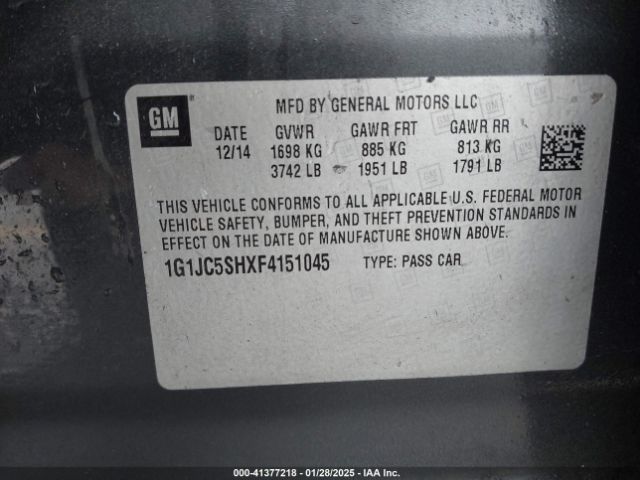 GM
MFD BY GENERAL MOTORS LLC
DATE GVWR GAWR FRT GAWR RR
12/14 1698 KG 885 KG 813 KG
3742 LB 1951 LB 1791 LB
THIS VEHICLE CONFORMS TO ALL APPLICABLE U.S. FEDERAL MOTOR
VEHICLE SAFETY, BUMPER, AND THEFT PREVENTION STANDARDS IN
EFFECT ON THE DATE OF MANUFACTURE SHOWN ABOVE.
1G1JC5SHXF4151045 TYPE: PASS CAR
000-41377218 - 01/28/2025 - IAA Inc.